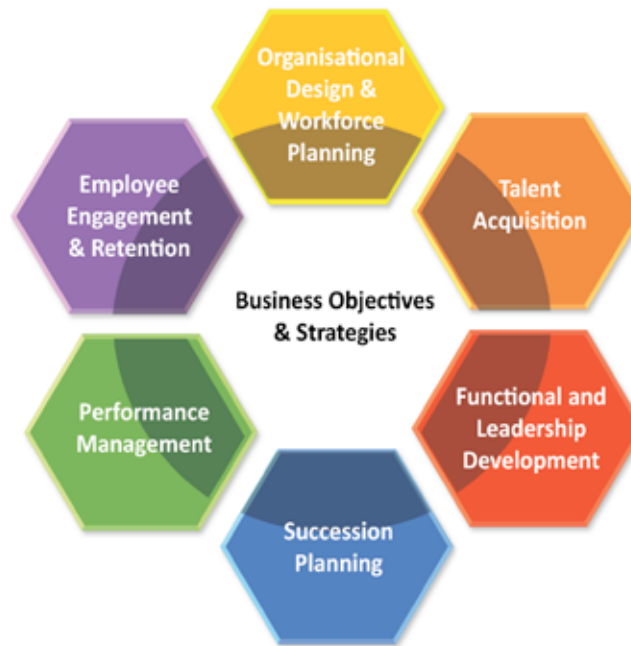 Organisational
Design &
Workforce
Planning
Talent
Acquisition
Functional and
Leadership
Development
Succession
Planning
Performance
Management
Employee
Engagement
& Retention
Business Objectives
& Strategies